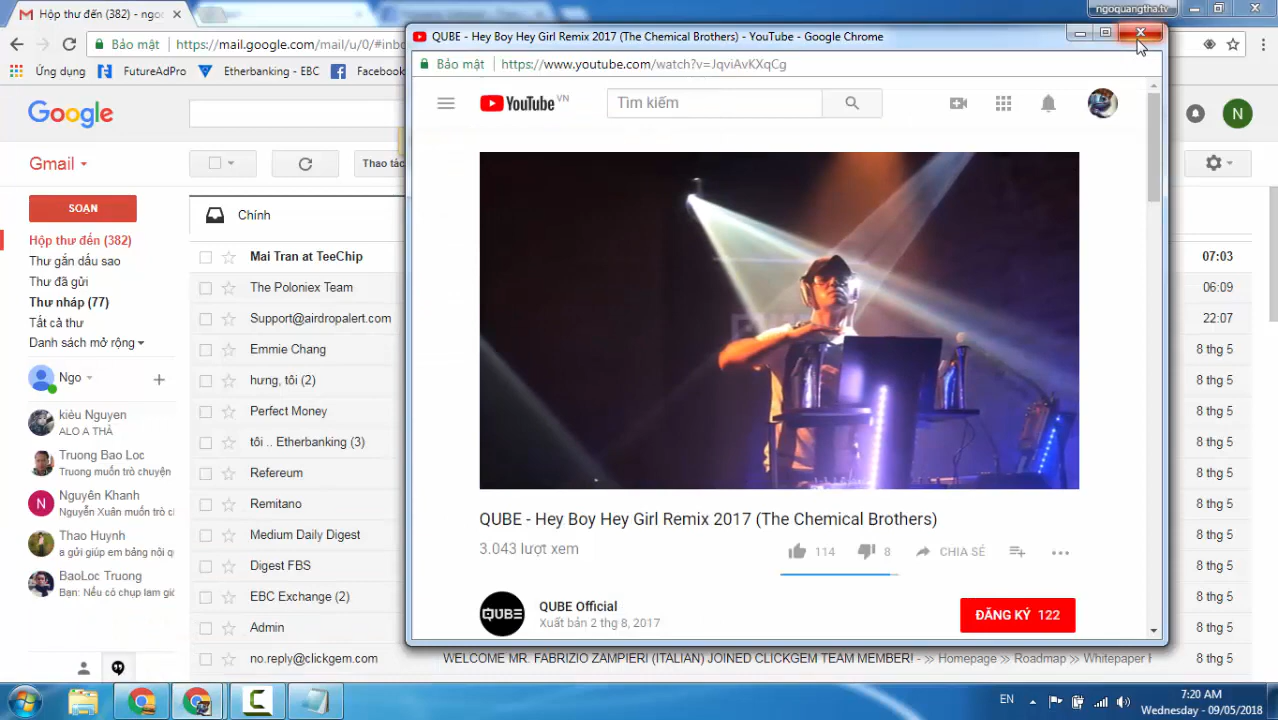 Hộp thư đến (382) - ngoc
ngoquangtha.tv
Bảo mật https://mail.google.com/mail/u/0/#inbo
Ứng dụng FutureAdPro Etherbanking - EBC Facebook
QUBE - Hey Boy Hey Girl Remix 2017 (The Chemical Brothers) - YouTube - Google Chrome
Bảo mật https://www.youtube.com/watch?v=JqviAvKXqCg
YouTube VN Tìm kiếm
Google
N
Gmail
Thao tác
SOẠN
Chính
Hộp thư đến (382)
Thư gắn dấu sao
Thư đã gửi
Thư nháp (77)
Tất cả thư
Danh sách mở rộng
Ngo
kiều Nguyen
ALO A THÀ
Truong Bao Loc
Truong muốn trò chuyện
N
Nguyên Khanh
Nguyễn Xuân muốn trò c
Thao Huynh
a gửi giúp em bảng nội q
BaoLoc Truong
Bạn: Nếu có chụp làm giố
Mai Tran at TeeChip 07:03
The Poloniex Team 06:09
Support@airdropalert.com 22:07
Emmie Chang 8 thg 5
hưng, tôi (2) 8 thg 5
Perfect Money 8 thg 5
tôi .. Etherbanking (3) 8 thg 5
Refereum 8 thg 5
Remitano 8 thg 5
Medium Daily Digest 8 thg 5
Digest FBS 8 thg 5
EBC Exchange (2) 8 thg 5
Admin 8 thg 5
no.reply@clickgem.com WELCOME MR. FABRIZIO ZAMPIERI (ITALIAN) JOINED CLICKGEM TEAM MEMBER! - >> Homepage >> Roadmap >> Whitepaper 8 thg 5
QUBE - Hey Boy Hey Girl Remix 2017 (The Chemical Brothers)
3.043 lượt xem
114 8 CHIA SẺ
QUBE
QUBE Official
Xuất bản 2 thg 8, 2017
ĐĂNG KÝ 122
EN
7:20 AM
Wednesday - 09/05/2018